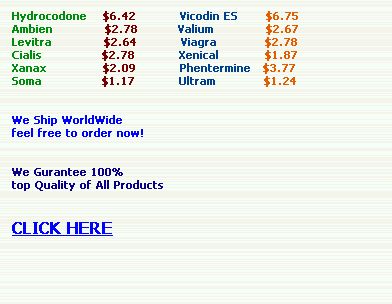 Hydrocodone $6.42 Vicodin ES $6.75
Ambien $2.78 Valium $2.67
Levitra $2.64 Viagra $2.78
Cialis $2.78 Xenical $1.87
Xanax $2.09 Phentermine $3.77
Soma $1.17 Ultram $1.24
We Ship WorldWide
feel free to order now!
We Gurantee 100%
top Quality of All Products
CLICK HERE